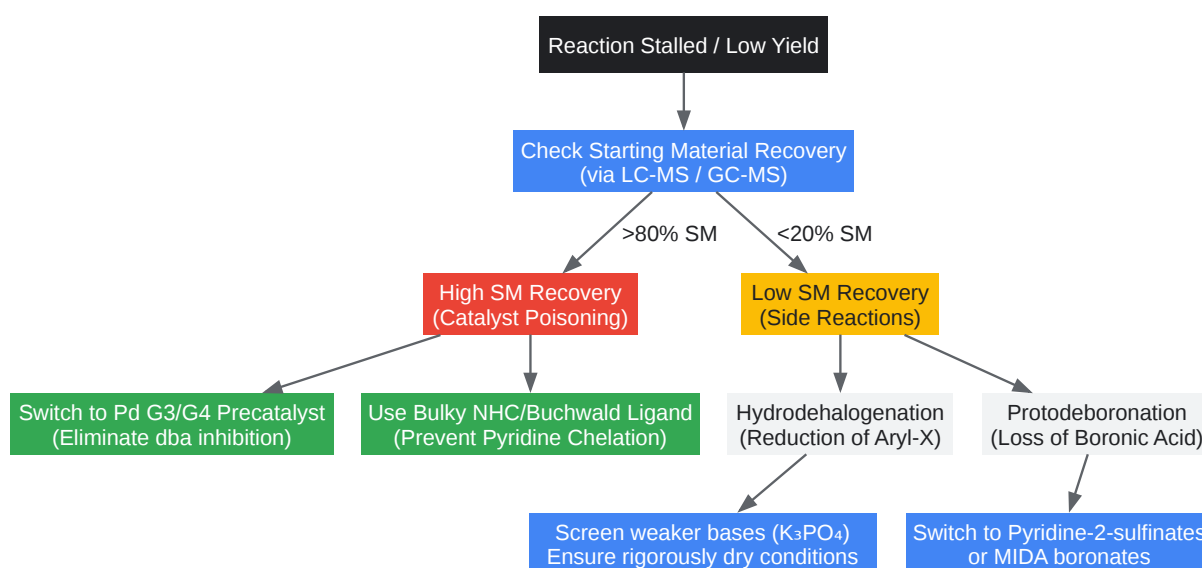 Reaction Stalled / Low Yield
Check Starting Material Recovery
(via LC-MS / GC-MS)
>80% SM
<20% SM
High SM Recovery
(Catalyst Poisoning)
Low SM Recovery
(Side Reactions)
Switch to Pd G3/G4 Precatalyst
(Eliminate dba inhibition)
Use Bulky NHC/Buchwald Ligand
(Prevent Pyridine Chelation)
Hydrodehalogenation
(Reduction of Aryl-X)
Protodeboronation
(Loss of Boronic Acid)
Screen weaker bases (K₃PO₄)
Ensure rigorously dry conditions
Switch to Pyridine-2-sulfinates
or MIDA boronates